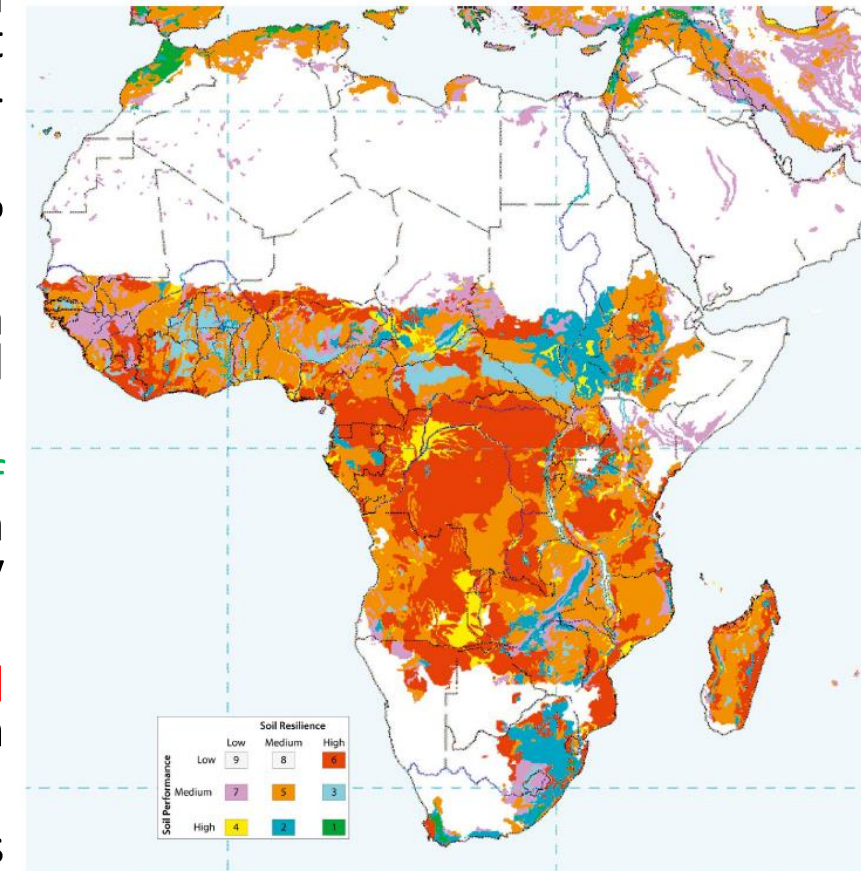 Soil Resilience
Low Medium High
Soil Performance
Low 9 8 6
Medium 7 5 3
High 4 2 1